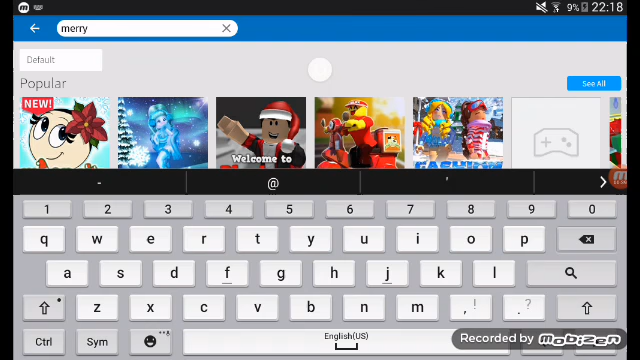 9% 22:18
merry
Default
Popular
See All
NEW!
Welcome to
- @ '
1 2 3 4 5 6 7 8 9 0
q w e r t y u i o p
a s d f g h j k l
z x c v b n m , ! . ?
Ctrl Sym English(US)
Recorded by MOBIZEN